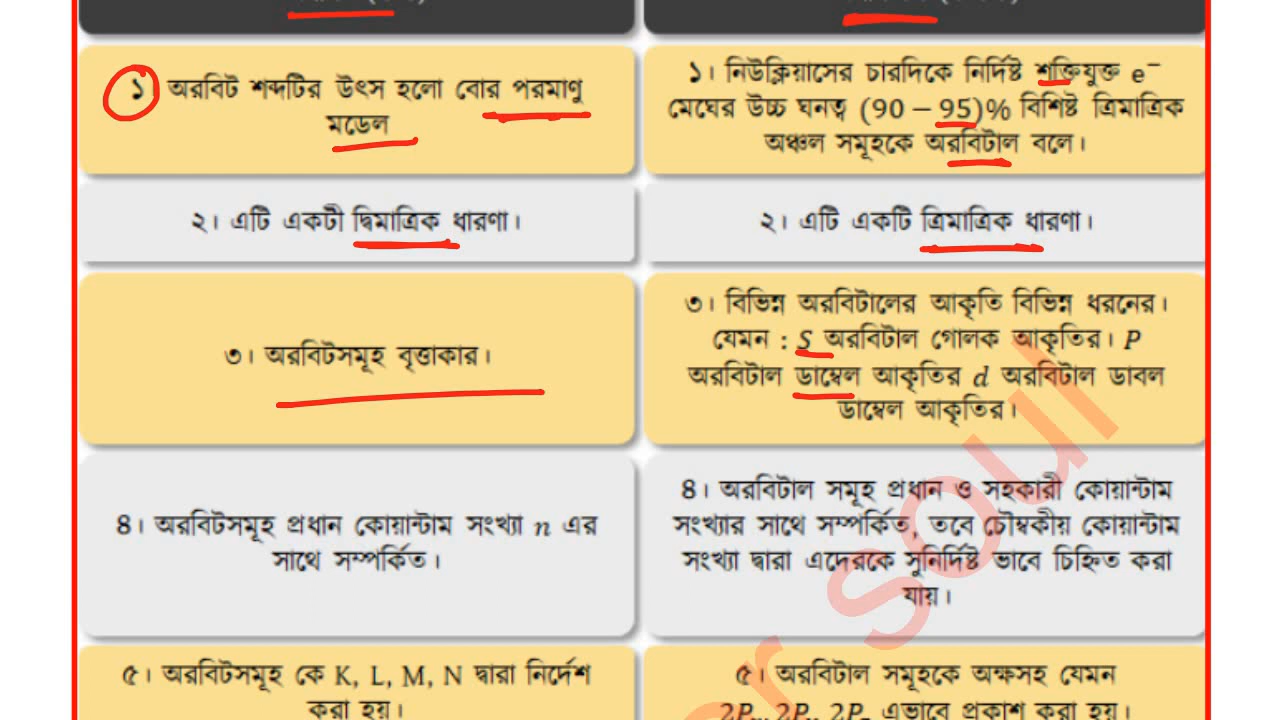 ১। অরবিট শব্দটির উৎস হলো বোর পরমাণু
মডেল
১। নিউক্লিয়াসের চারদিকে নির্দিষ্ট শক্তিযুক্ত e⁻
মেঘের উচ্চ ঘনত্ব (90 – 95)% বিশিষ্ট ত্রিমাত্রিক
অঞ্চল সমূহকে অরবিটাল বলে।
২। এটি একটী দ্বিমাত্রিক ধারণা।
২। এটি একটি ত্রিমাত্রিক ধারণা।
৩। অরবিটসমূহ বৃত্তাকার।
৩। বিভিন্ন অরবিটালের আকৃতি বিভিন্ন ধরনের।
যেমন : S অরবিটাল গোলক আকৃতির। P
অরবিটাল ডাম্বেল আকৃতির d অরবিটাল ডাবল
ডাম্বেল আকৃতির।
৪। অরবিটসমূহ প্রধান কোয়ান্টাম সংখ্যা n এর
সাথে সম্পর্কিত।
৪। অরবিটাল সমূহ প্রধান ও সহকারী কোয়ান্টাম
সংখ্যার সাথে সম্পর্কিত, তবে চৌম্বকীয় কোয়ান্টাম
সংখ্যা দ্বারা এদেরকে সুনির্দিষ্ট ভাবে চিহ্নিত করা
যায়।
৫। অরবিটসমূহ কে K, L, M, N দ্বারা নির্দেশ
করা হয়।
৫। অরবিটাল সমূহকে অক্ষসহ যেমন
এভাবে প্রকাশ করা হয়।
soul